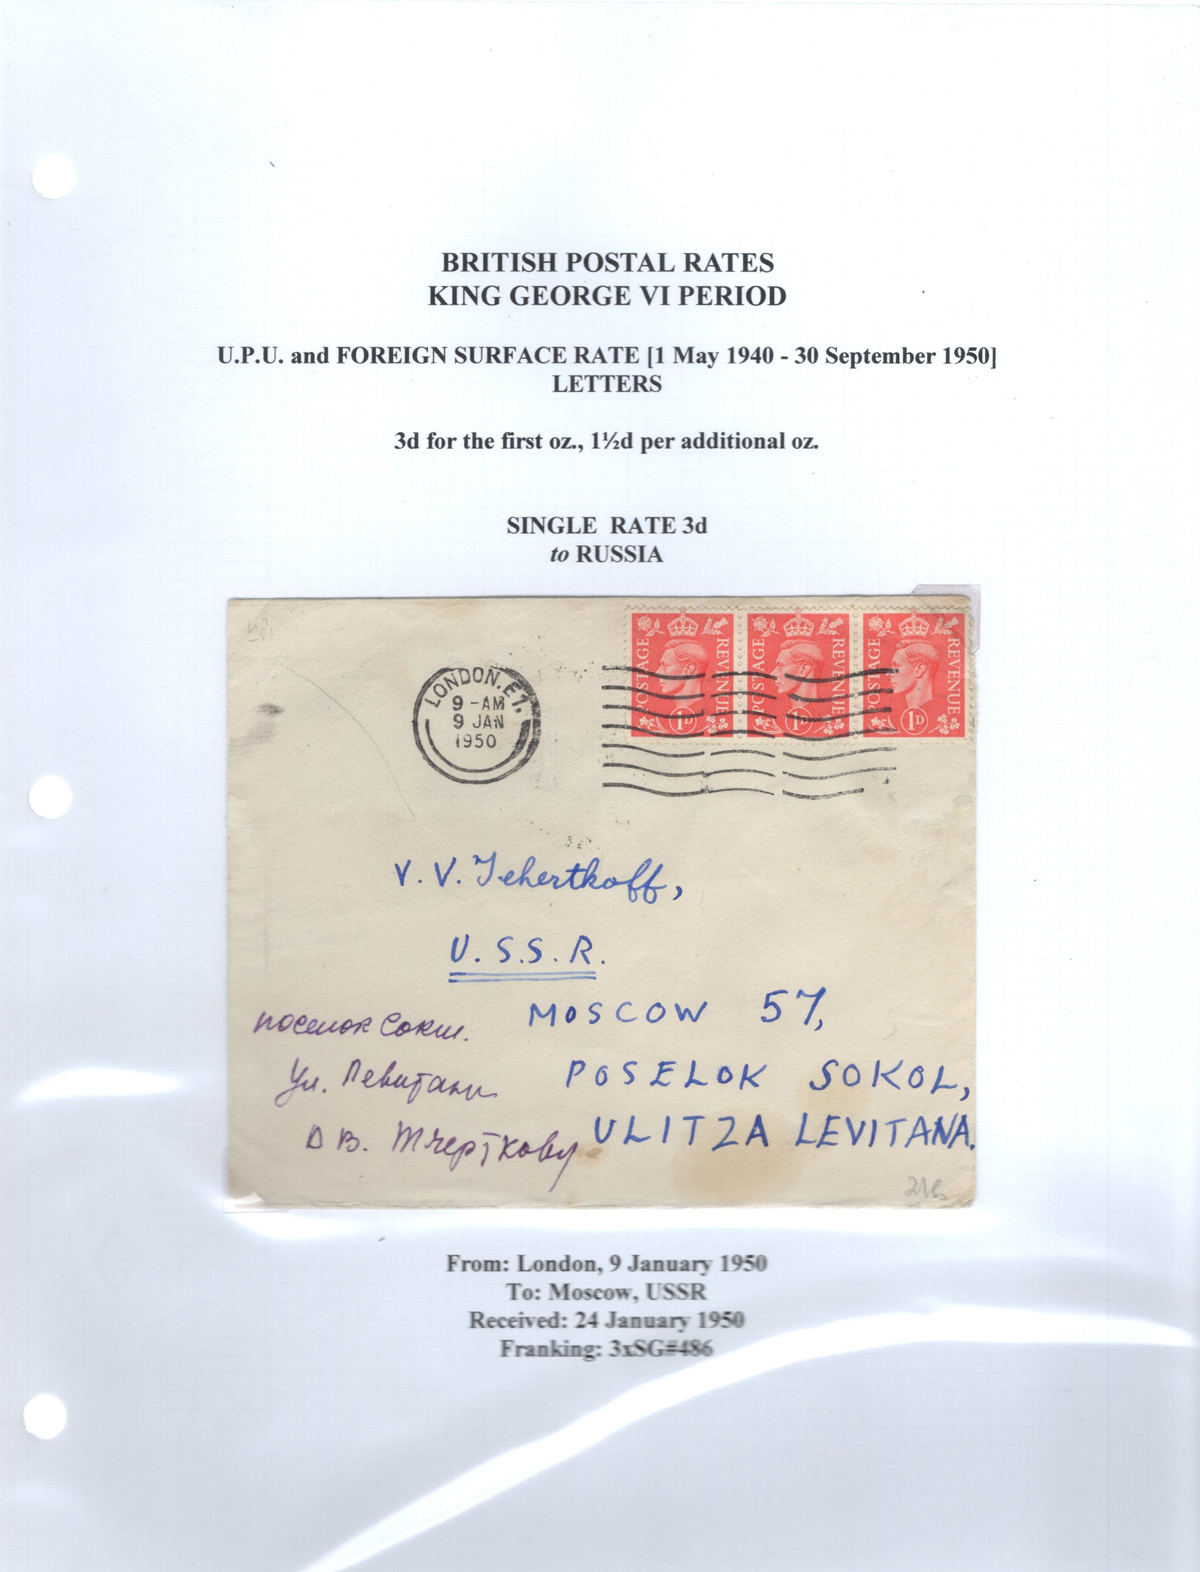 BRITISH POSTAL RATES
KING GEORGE VI PERIOD
U.P.U. and FOREIGN SURFACE RATE [1 May 1940 - 30 September 1950]
LETTERS
3d for the first oz., 1½d per additional oz.
SINGLE RATE 3d
to RUSSIA
POSTAGE REVENUE 1D
POSTAGE REVENUE 1D
POSTAGE REVENUE 1D
LONDON. E.1.
9 - AM
9 JAN
1950
V. V. Tchertkoff,
U. S. S. R.
MOSCOW 57,
POSELOK SOKOL,
ULITZA LEVITANA.
поселок Сокол.
Ул. Левитана
В. Тчерткову
From: London, 9 January 1950
To: Moscow, USSR
Received: 24 January 1950
Franking: 3xSG#486